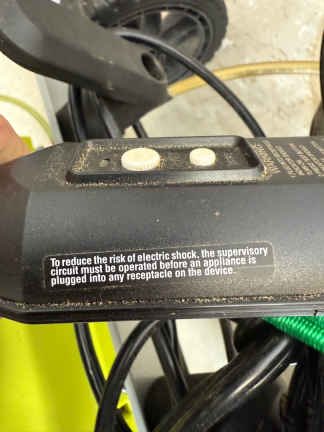 To reduce the risk of electric shock, the supervisory
circuit must be operated before an appliance is
plugged into any receptacle on the device.